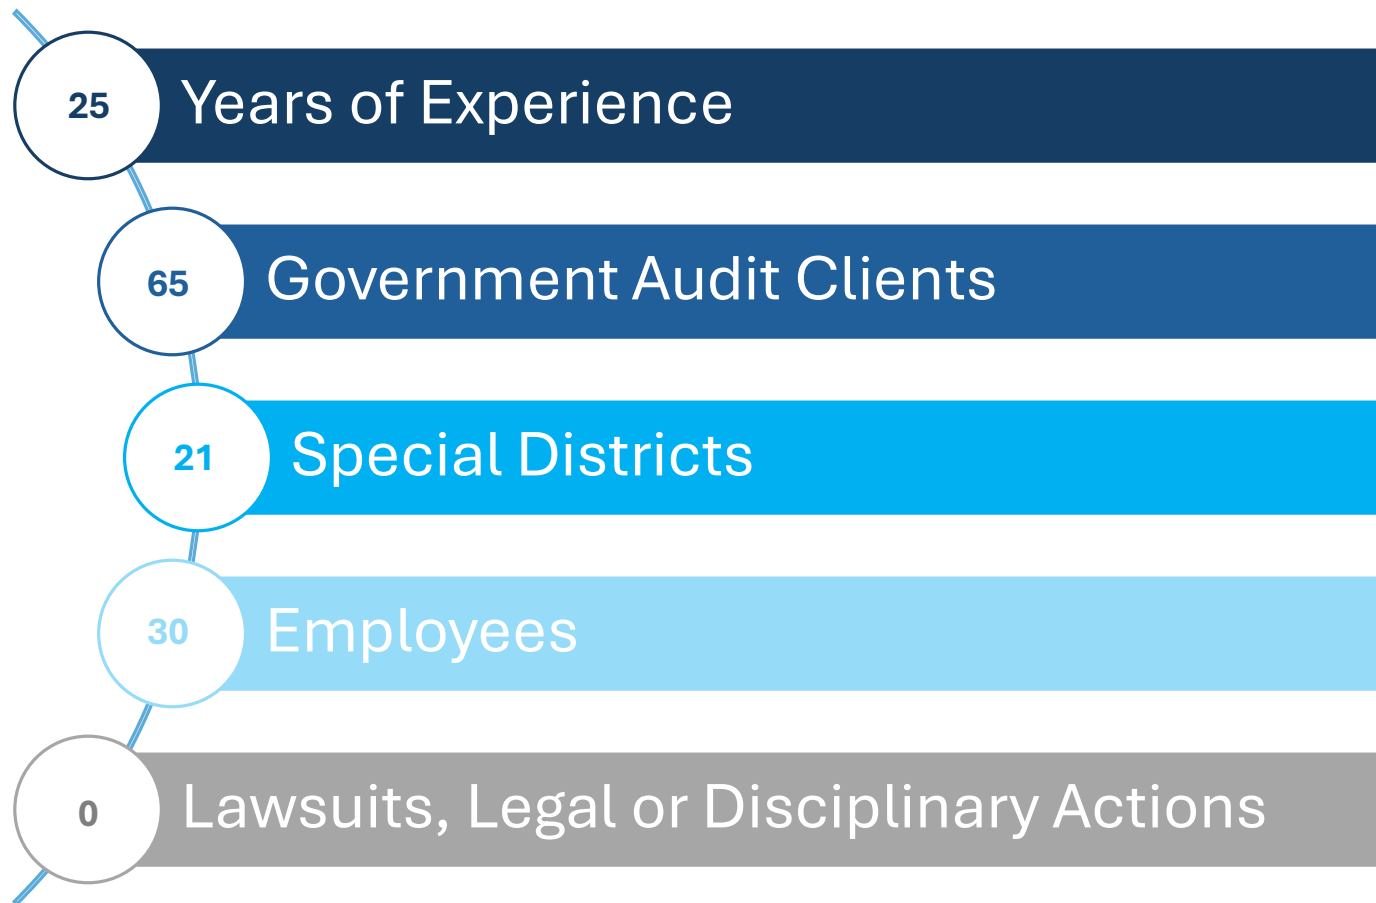 25 Years of Experience
65 Government Audit Clients
21 Special Districts
30 Employees
0 Lawsuits, Legal or Disciplinary Actions